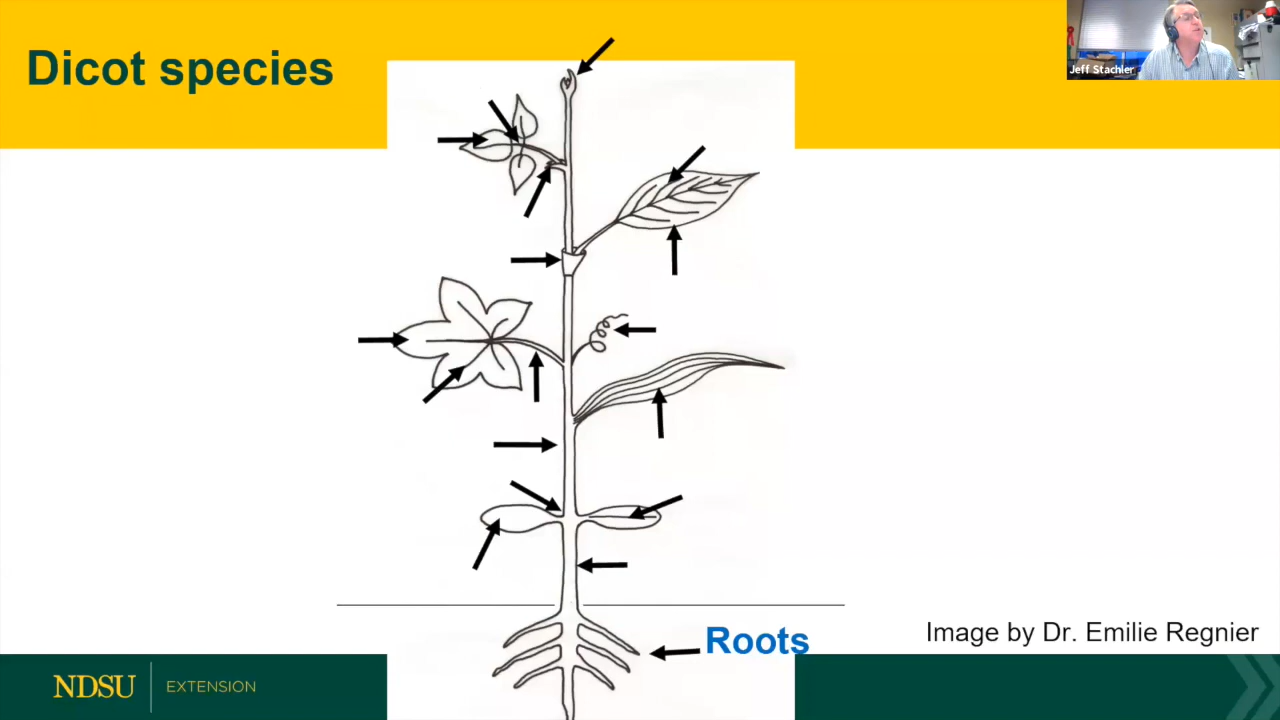 Dicot species
Jeff Stachler
Roots
Image by Dr. Emilie Regnier
NDSU
EXTENSION